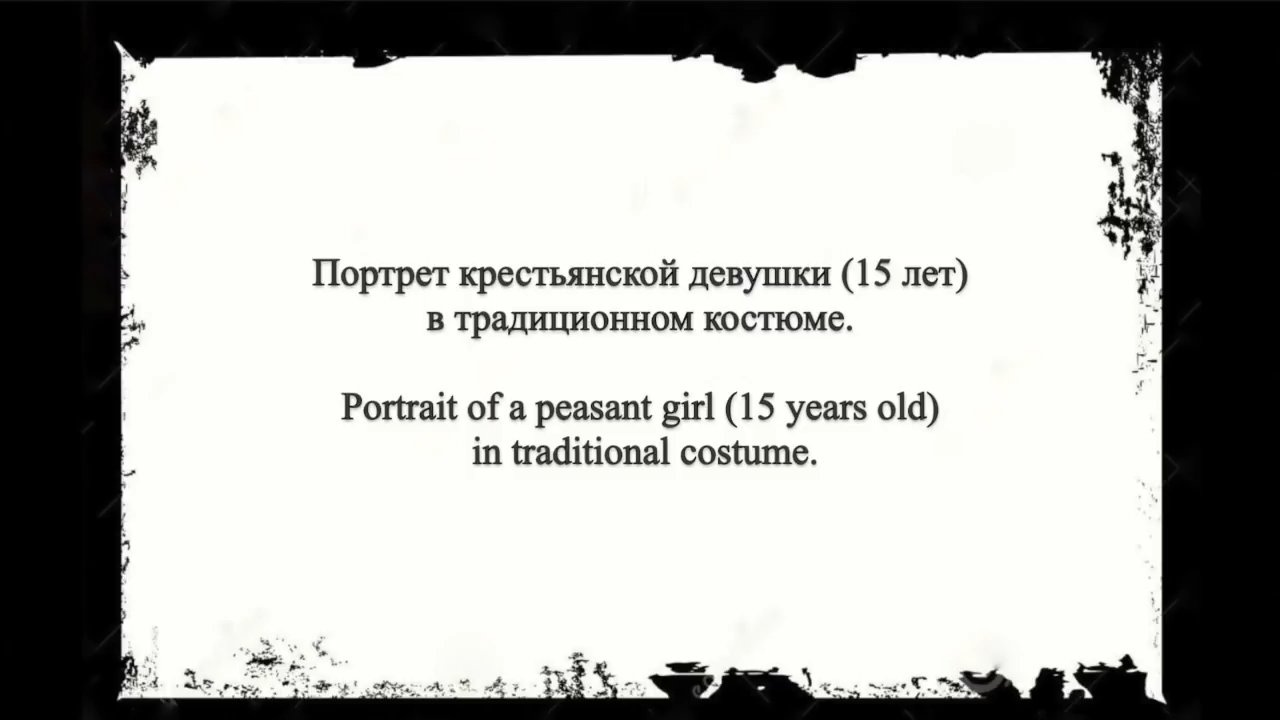 Портрет крестьянской девушки (15 лет)
в традиционном костюме.
Portrait of a peasant girl (15 years old)
in traditional costume.